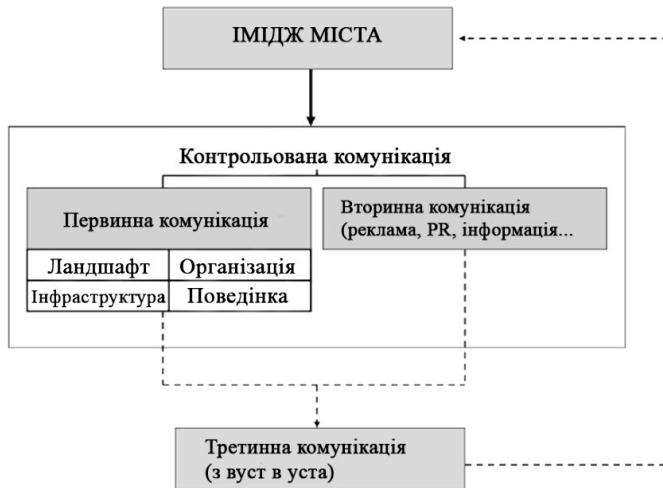 ІМІДЖ МІСТА
Контрольована комунікація
Первинна комунікація
Вторинна комунікація
(реклама, PR, інформація...
Ландшафт
Організація
Інфраструктура
Поведінка
Третинна комунікація
(з вуст в уста)